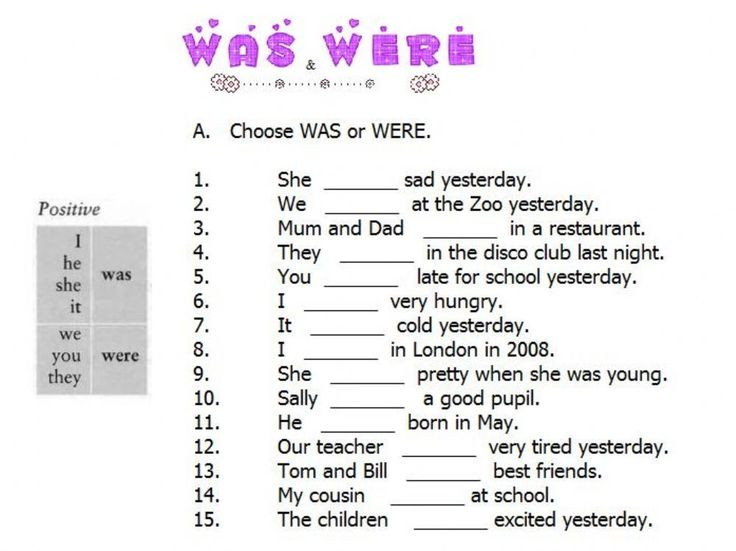 WAS & WERE
A. Choose WAS or WERE.
1. She _______ sad yesterday.
2. We _______ at the Zoo yesterday.
3. Mum and Dad _______ in a restaurant.
4. They _______ in the disco club last night.
5. You _______ late for school yesterday.
6. I _______ very hungry.
7. It _______ cold yesterday.
8. I _______ in London in 2008.
9. She _______ pretty when she was young.
10. Sally _______ a good pupil.
11. He _______ born in May.
12. Our teacher _______ very tired yesterday.
13. Tom and Bill _______ best friends.
14. My cousin _______ at school.
15. The children _______ excited yesterday.
Positive
I
he
she
it
was
we
you
they
were